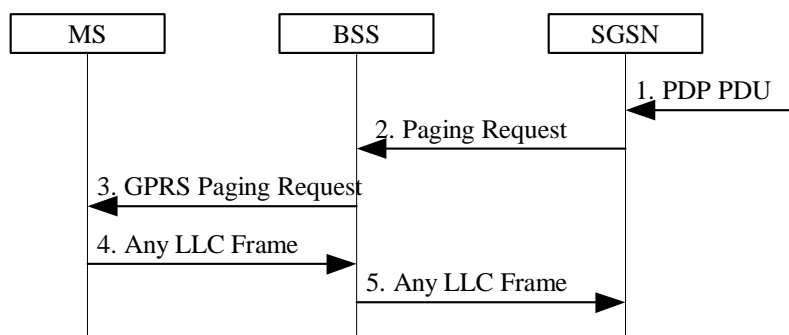 MS
BSS
SGSN
1. PDP PDU
2. Paging Request
3. GPRS Paging Request
4. Any LLC Frame
5. Any LLC Frame